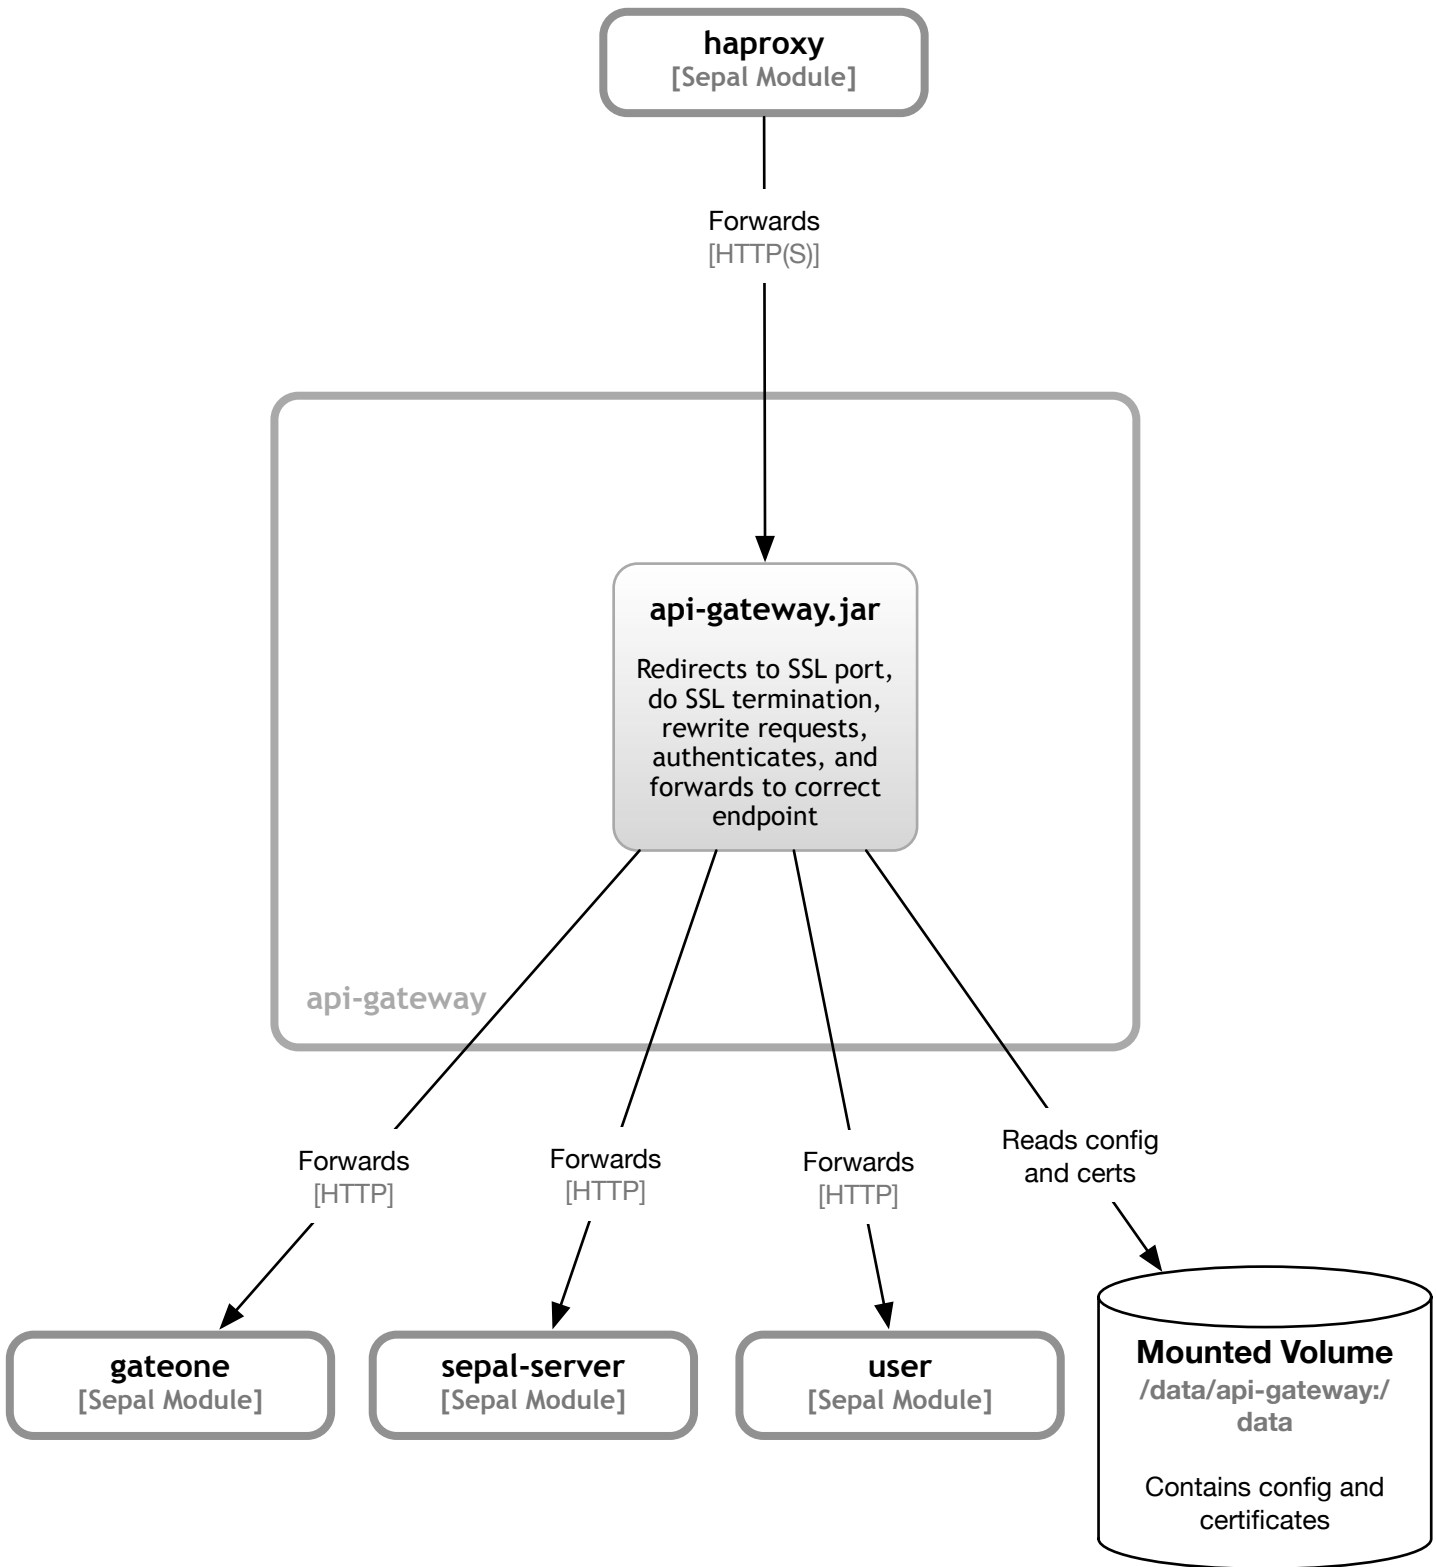 haproxy
[Sepal Module]
Forwards
[HTTP(S)]
api-gateway.jar
Redirects to SSL port,
do SSL termination,
rewrite requests,
authenticates, and
forwards to correct
endpoint
api-gateway
Forwards
[HTTP]
Forwards
[HTTP]
Forwards
[HTTP]
Reads config
and certs
gateone
[Sepal Module]
sepal-server
[Sepal Module]
user
[Sepal Module]
Mounted Volume
/data/api-gateway:/
data
Contains config and
certificates